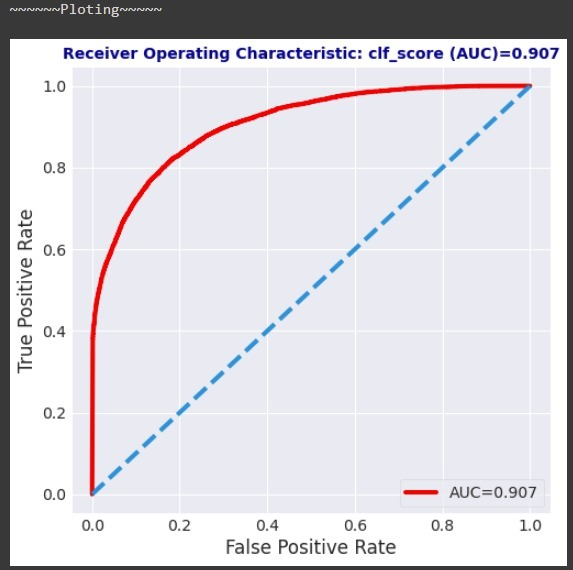 ~~~~~~Ploting~~~~~
Receiver Operating Characteristic: clf_score (AUC)=0.907
True Positive Rate
1.0
0.8
0.6
0.4
0.2
0.0
AUC=0.907
0.0 0.2 0.4 0.6 0.8 1.0
False Positive Rate